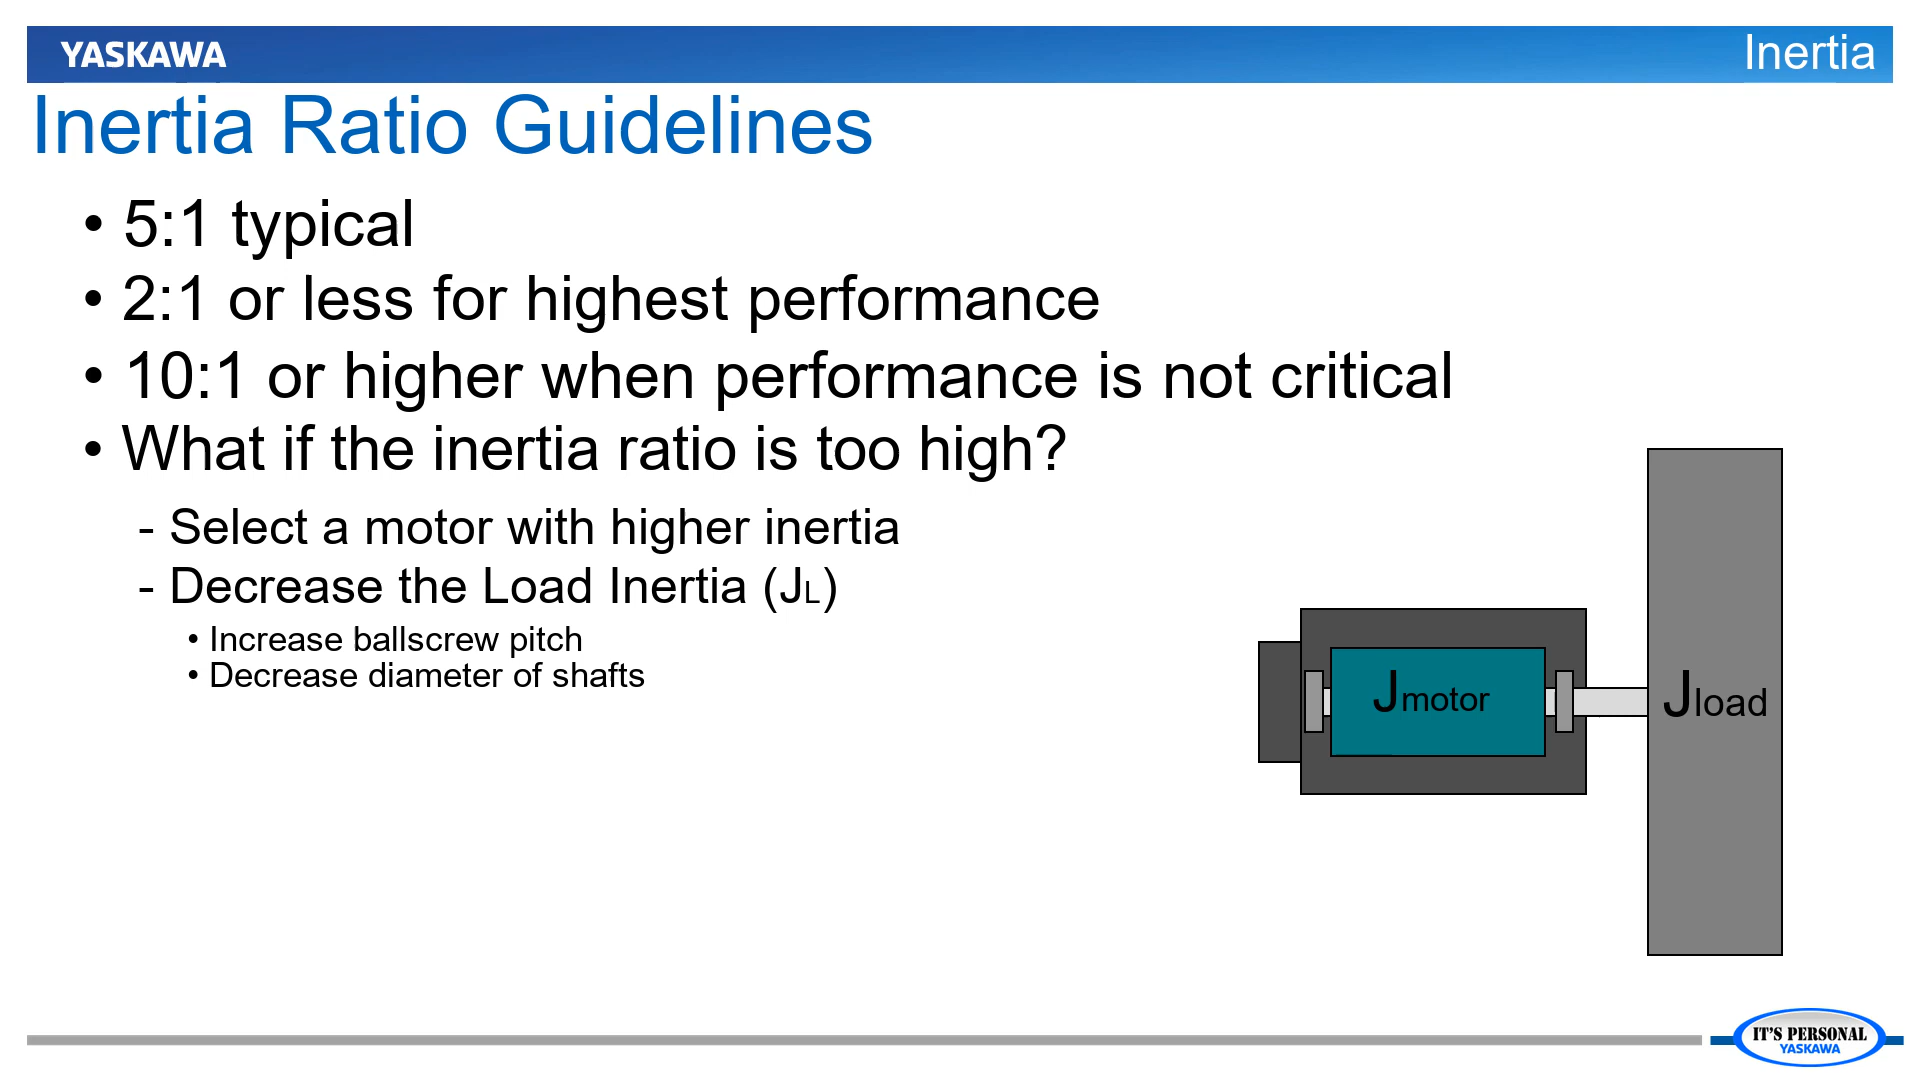 YASKAWA
Inertia
Inertia Ratio Guidelines
• 5:1 typical
• 2:1 or less for highest performance
• 10:1 or higher when performance is not critical
• What if the inertia ratio is too high?
- Select a motor with higher inertia
- Decrease the Load Inertia (JL)
• Increase ballscrew pitch
• Decrease diameter of shafts
Jmotor
Jload
IT'S PERSONAL
YASKAWA